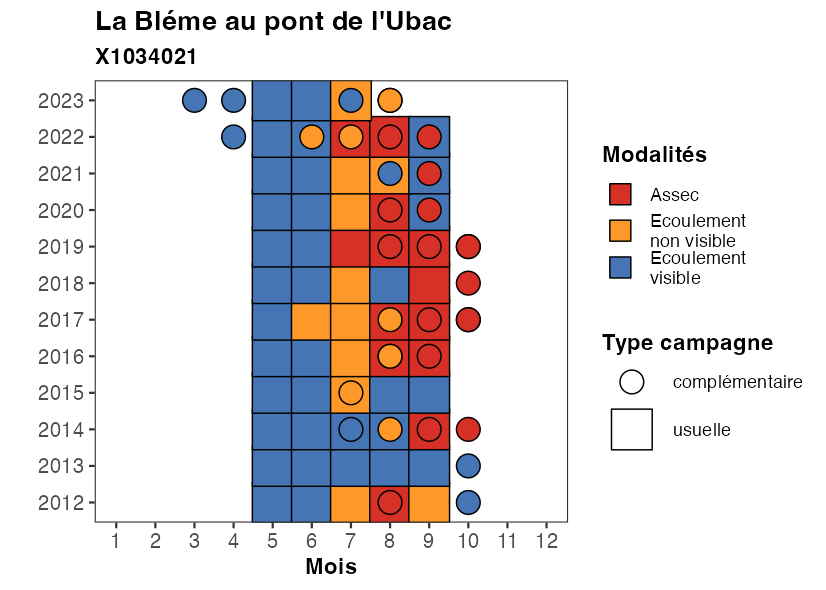 La Bléme au pont de l'Ubac
X1034021
2023
2022
2021
2020
2019
2018
2017
2016
2015
2014
2013
2012
1 2 3 4 5 6 7 8 9 10 11 12
Mois
Modalités
Assec
Ecoulement
non visible
Ecoulement
visible
Type campagne
complémentaire
usuelle